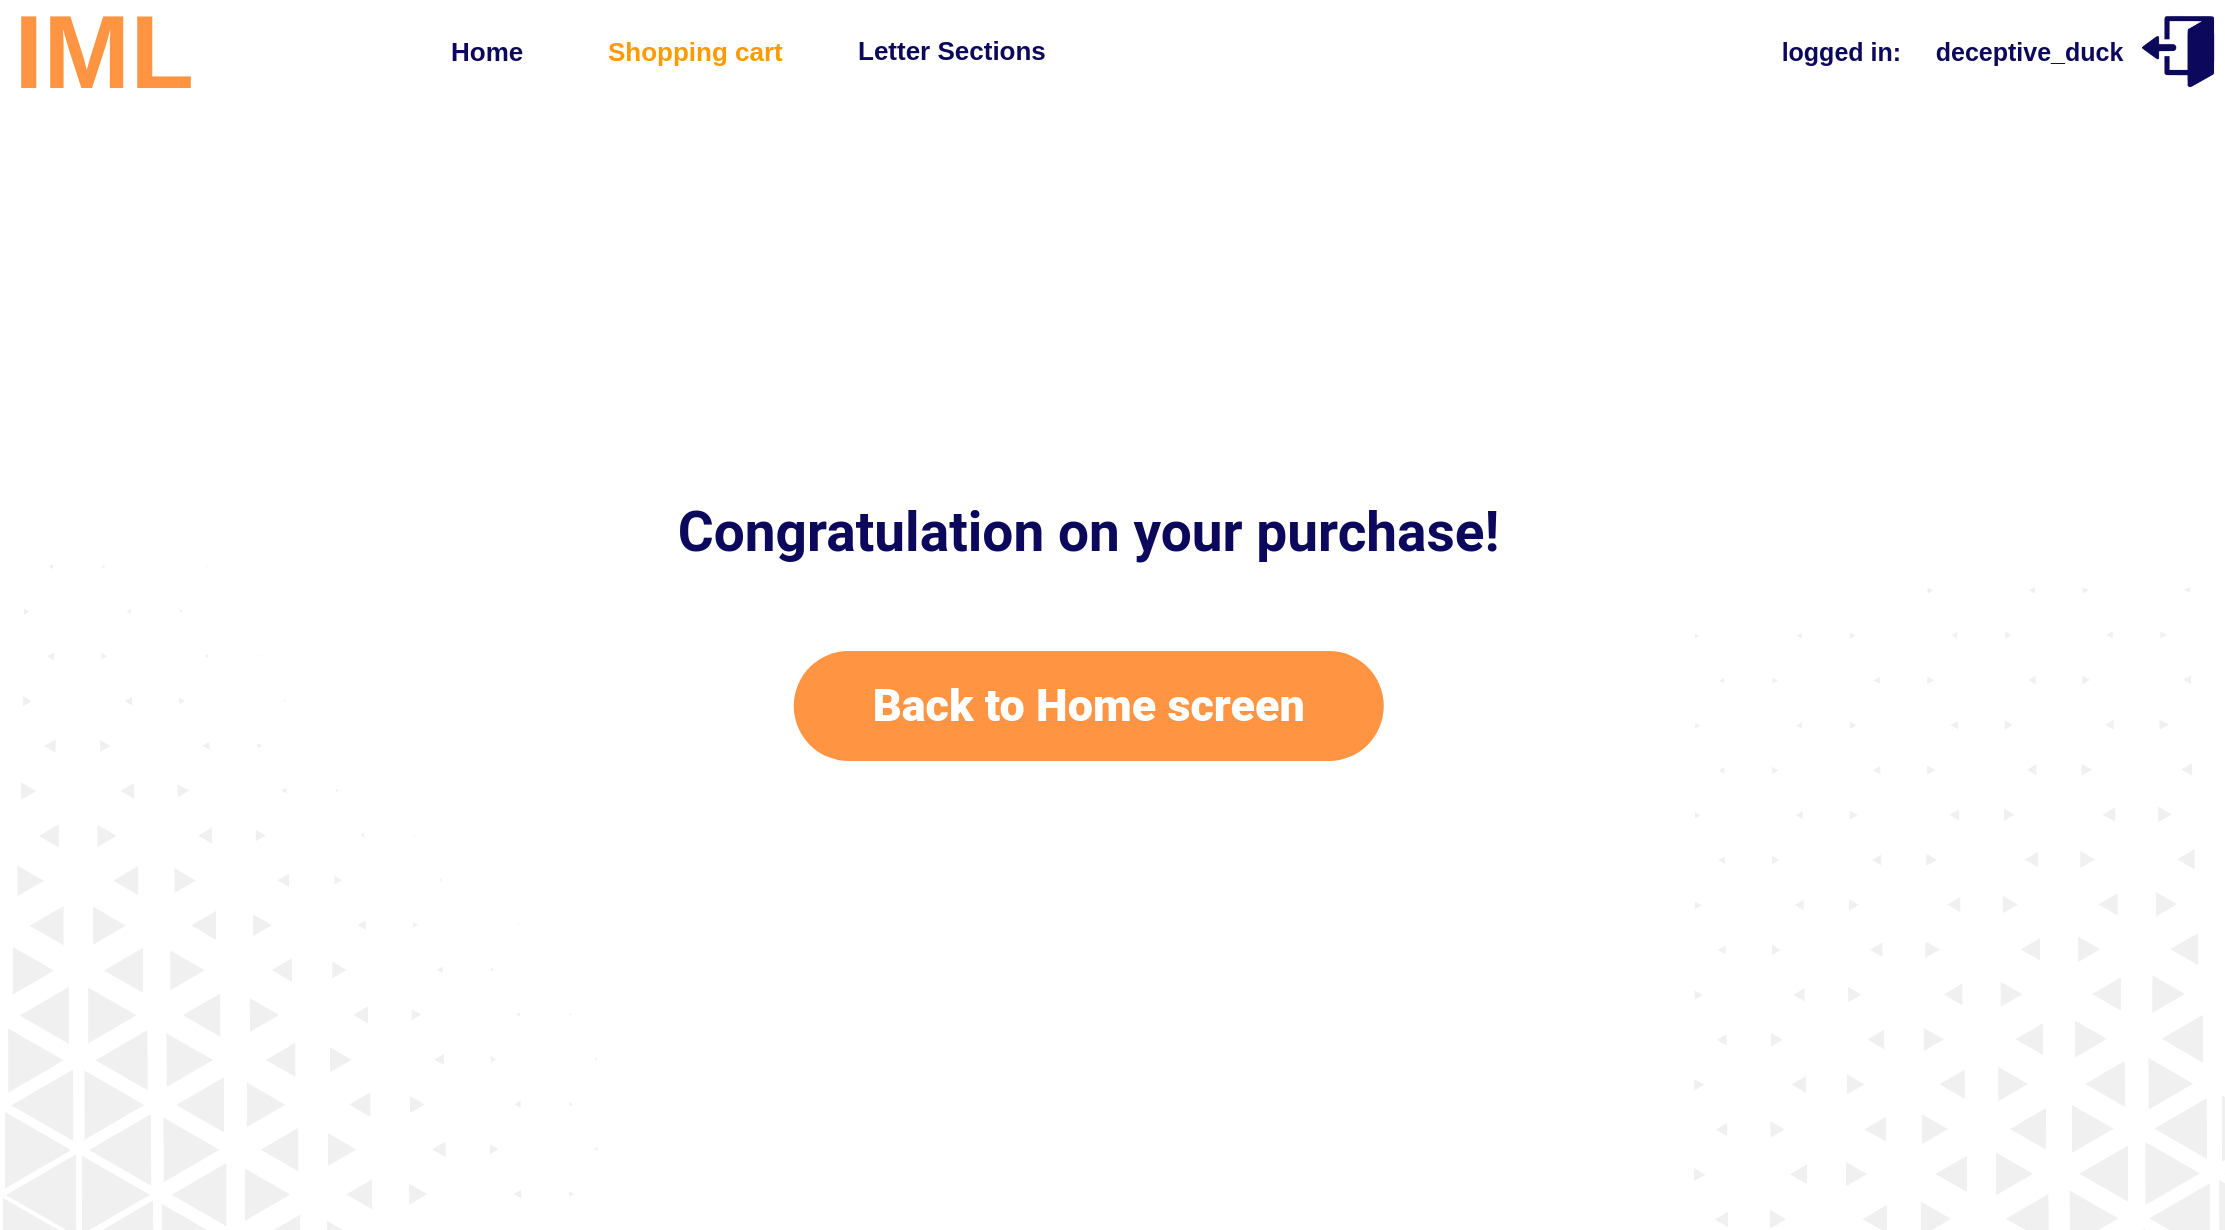 IML
Home
Shopping cart
Letter Sections
logged in:
deceptive_duck
Congratulation on your purchase!
Back to Home screen